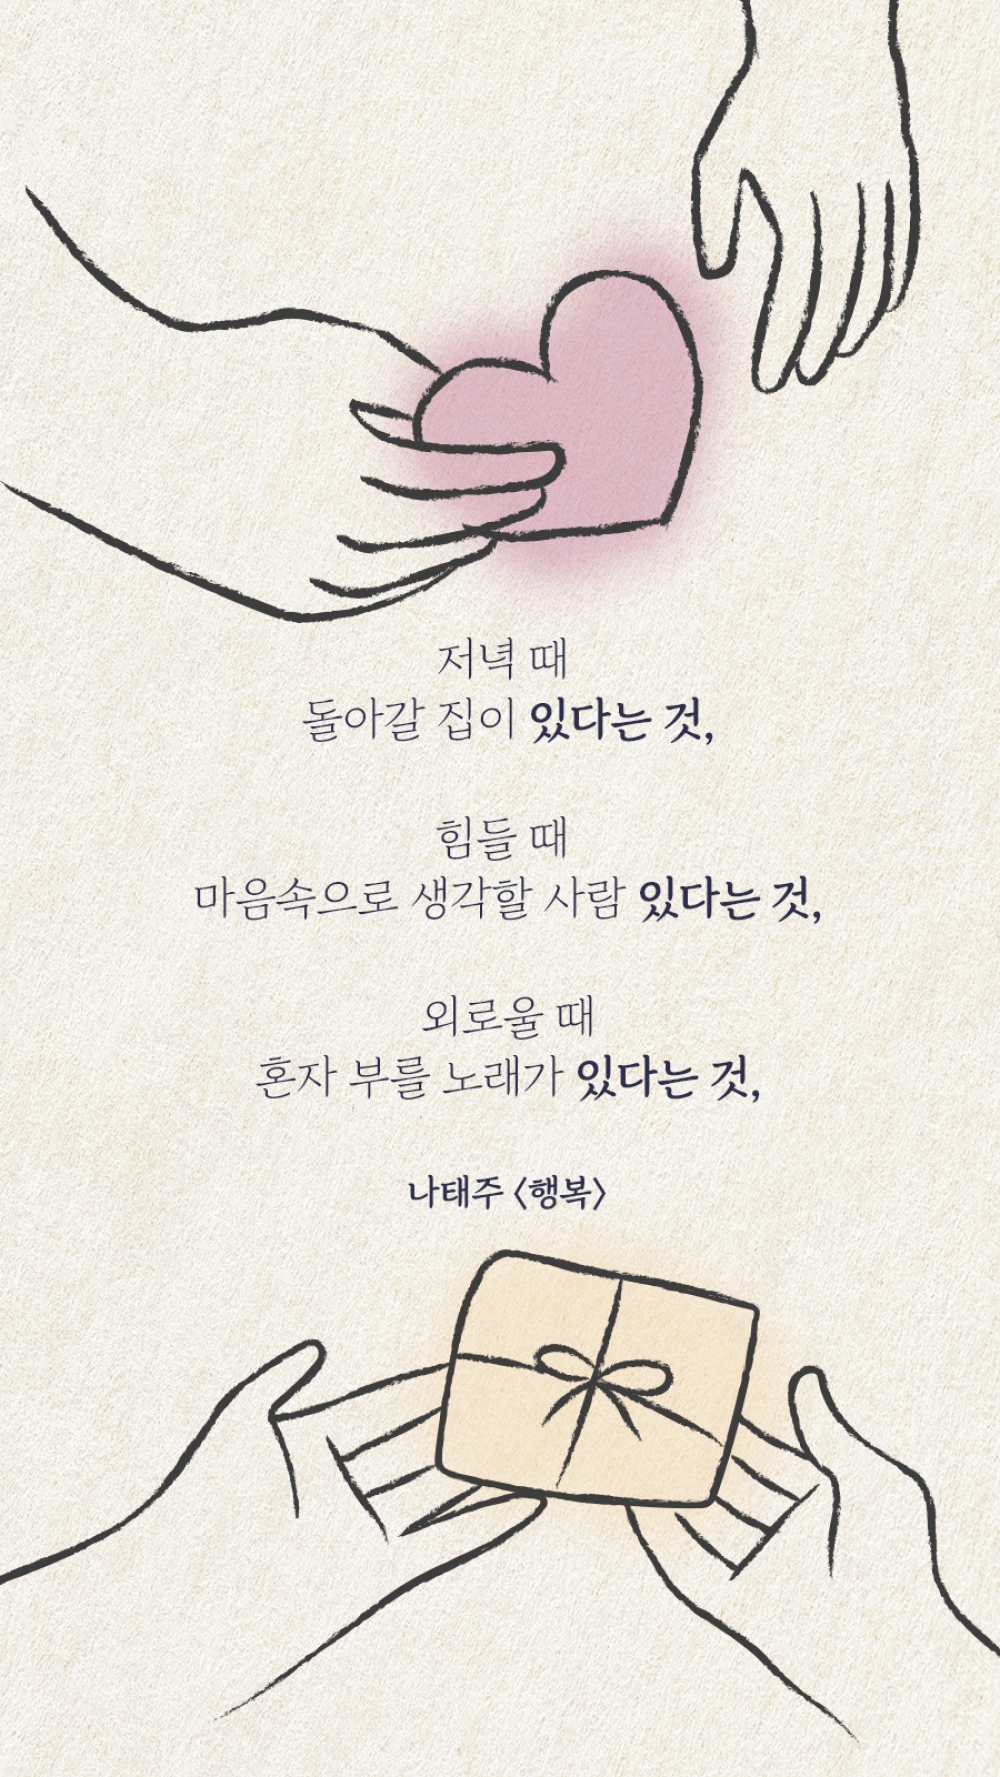 저녁 때
돌아갈 집이 있다는 것,
힘들 때
마음속으로 생각할 사람 있다는 것,
외로울 때
혼자 부를 노래가 있다는 것,
나태주 〈행복〉